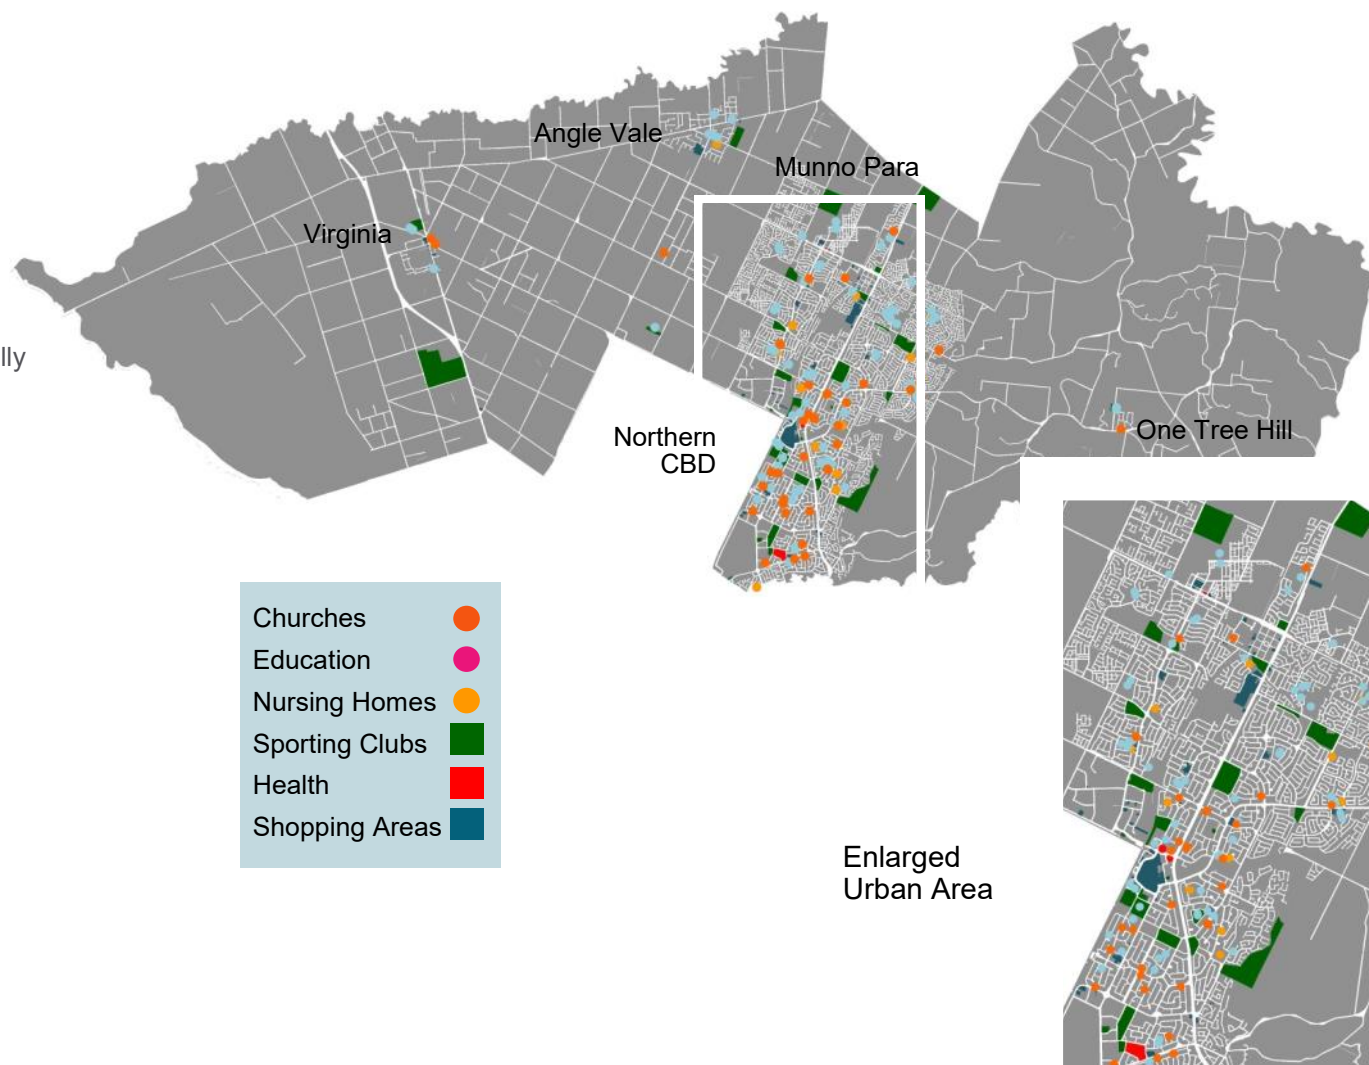 Angle Vale
Munno Para
Virginia
lly
Northern
CBD
One Tree Hill
Churches
Education
Nursing Homes
Sporting Clubs
Health
Shopping Areas
Enlarged
Urban Area